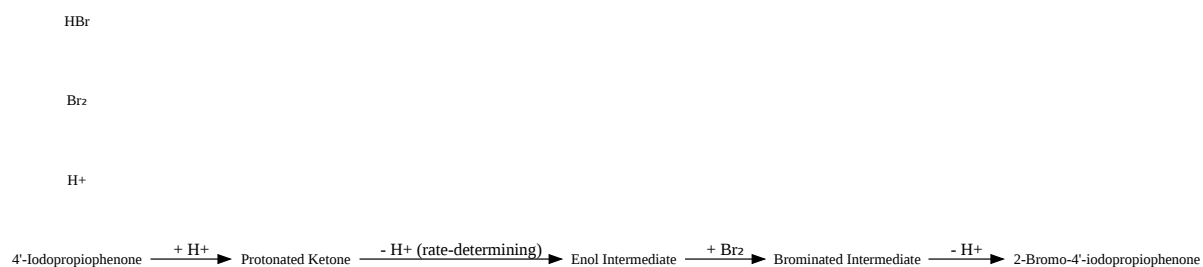 HBr
Br₂
H+
+ H+
- H+ (rate-determining)
+ Br₂
- H+
4'-Iodopropiophenone
Protonated Ketone
Enol Intermediate
Brominated Intermediate
2-Bromo-4'-iodopropiophenone